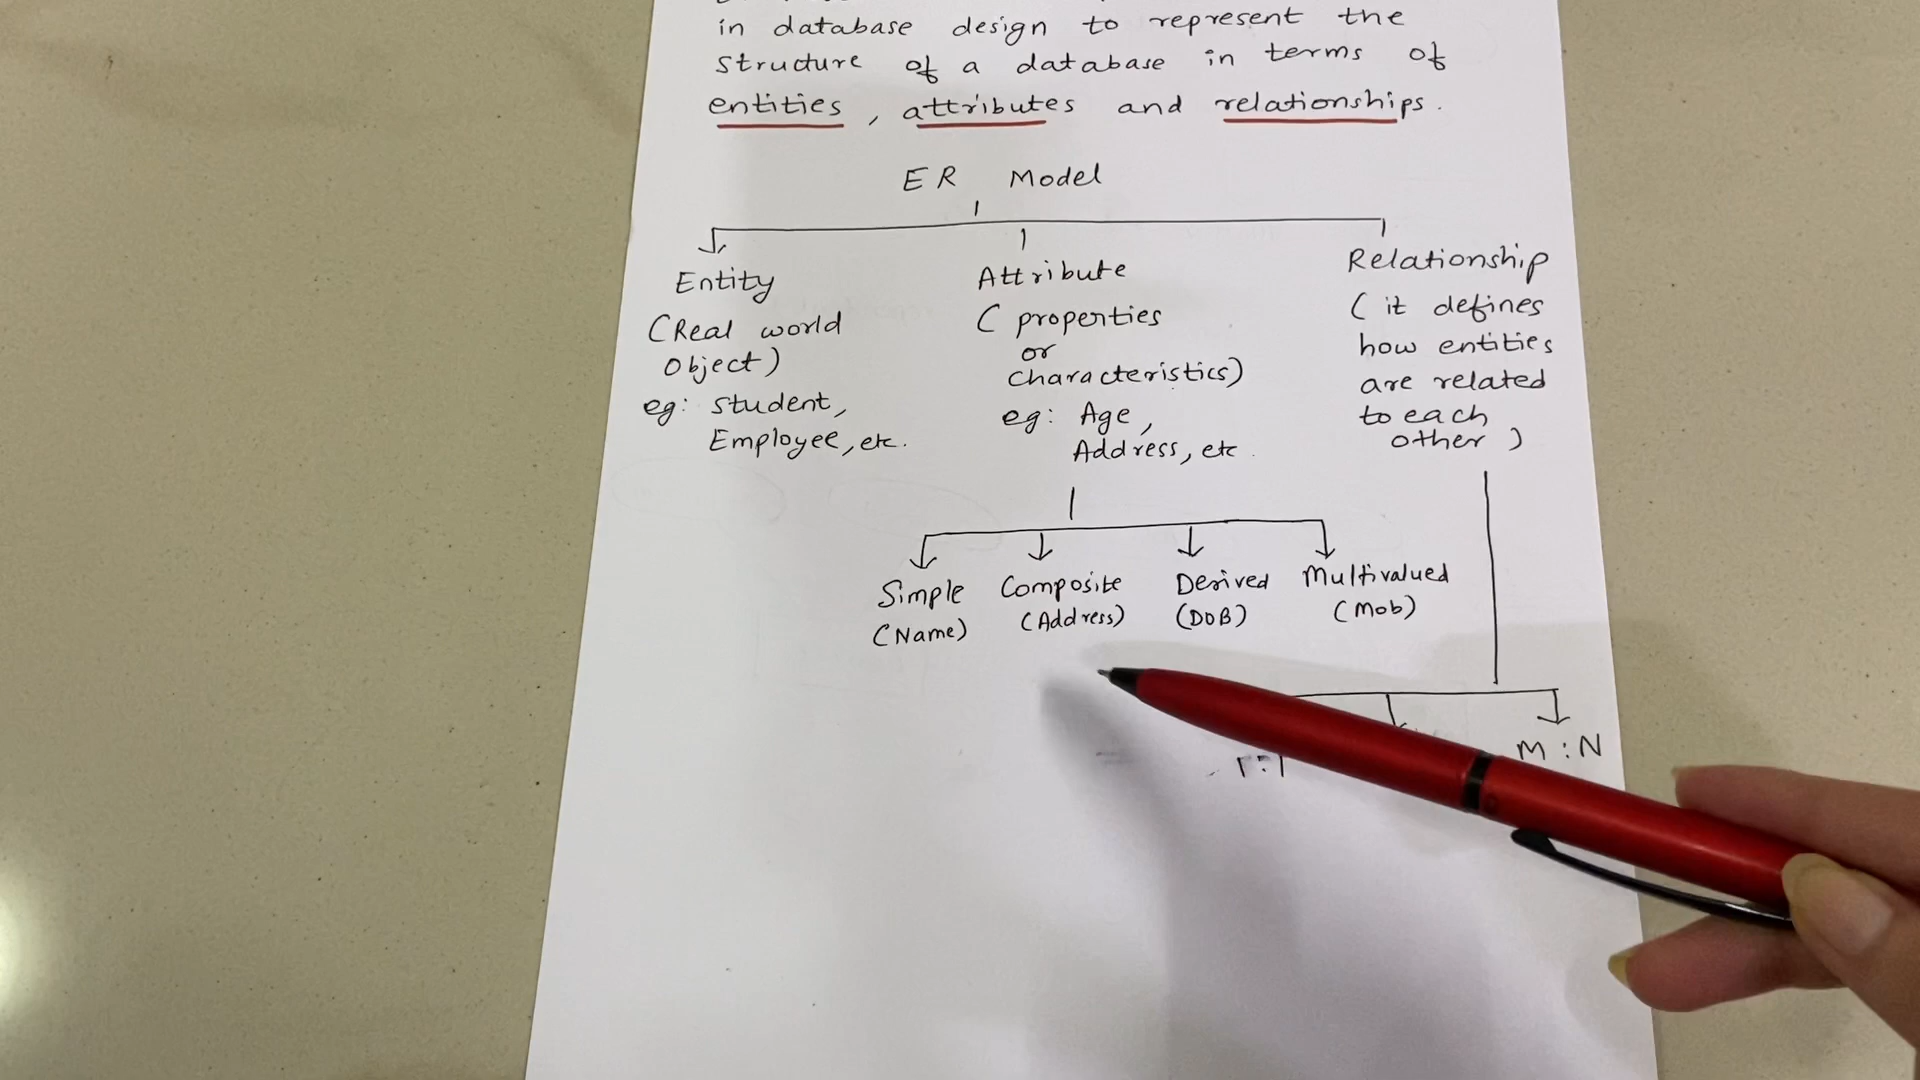 in database design to represent the
structure of a database in terms of
entities, attributes and relationships.
ER Model
Entity
(Real world
object)
eg: student,
Employee, etc.
Attribute
( properties
or
characteristics)
eg: Age,
Address, etc.
Relationship
( it defines
how entities
are related
to each
other )
Simple
(Name)
Composite
(Address)
Derived
(DOB)
Multivalued
(Mob)
M : N